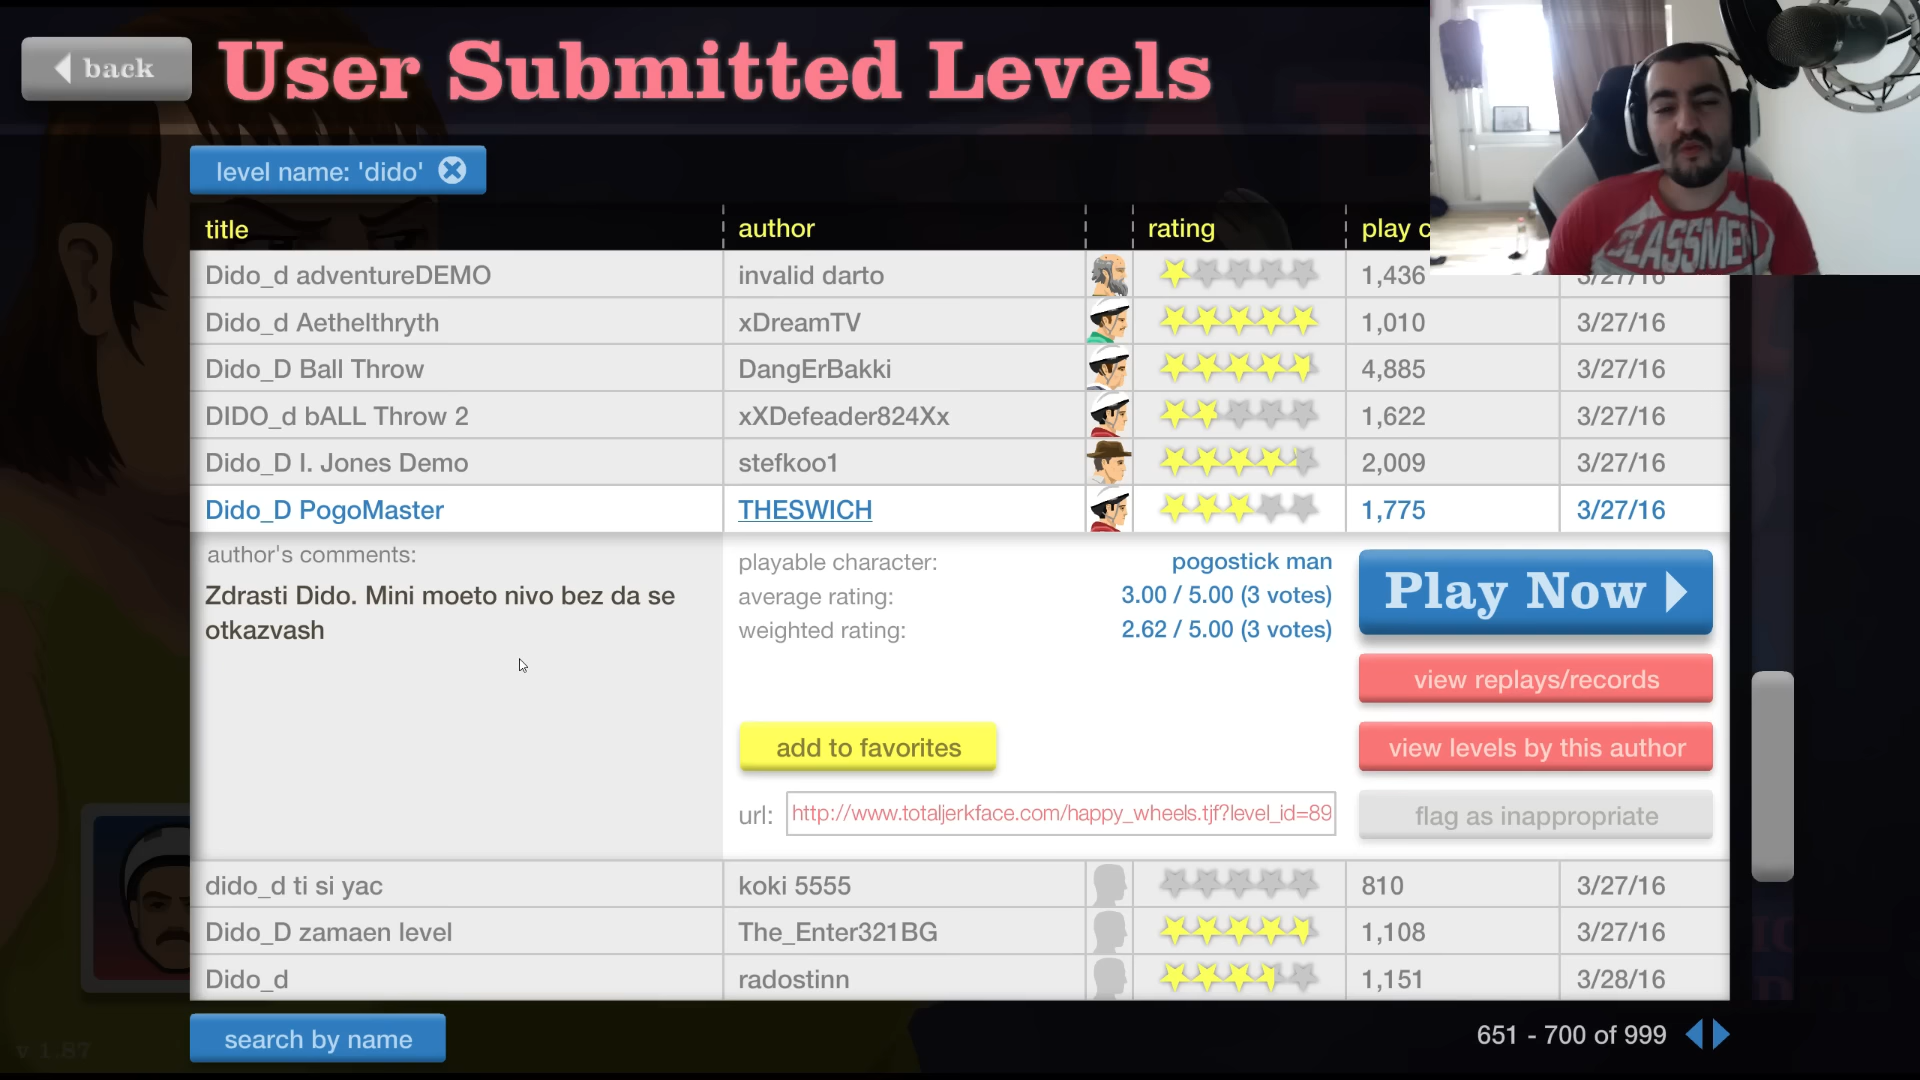 back
User Submitted Levels
level name: 'dido'
title author rating play c
Dido_d adventureDEMO invalid darto 1,436 3/27/16
Dido_d Aethelthryth xDreamTV 1,010 3/27/16
Dido_D Ball Throw DangErBakki 4,885 3/27/16
DIDO_d bALL Throw 2 xXDefeader824Xx 1,622 3/27/16
Dido_D I. Jones Demo stefkoo1 2,009 3/27/16
Dido_D PogoMaster THESWICH 1,775 3/27/16
author's comments:
Zdrasti Dido. Mini moeto nivo bez da se
otkazvash
playable character: pogostick man
average rating: 3.00 / 5.00 (3 votes)
weighted rating: 2.62 / 5.00 (3 votes)
add to favorites
url: http://www.totaljerkface.com/happy_wheels.tjf?level_id=89
Play Now
view replays/records
view levels by this author
flag as inappropriate
dido_d ti si yac koki 5555 810 3/27/16
Dido_D zamaen level The_Enter321BG 1,108 3/27/16
Dido_d radostinn 1,151 3/28/16
search by name
651 - 700 of 999
v 1.87
CLASSMEN